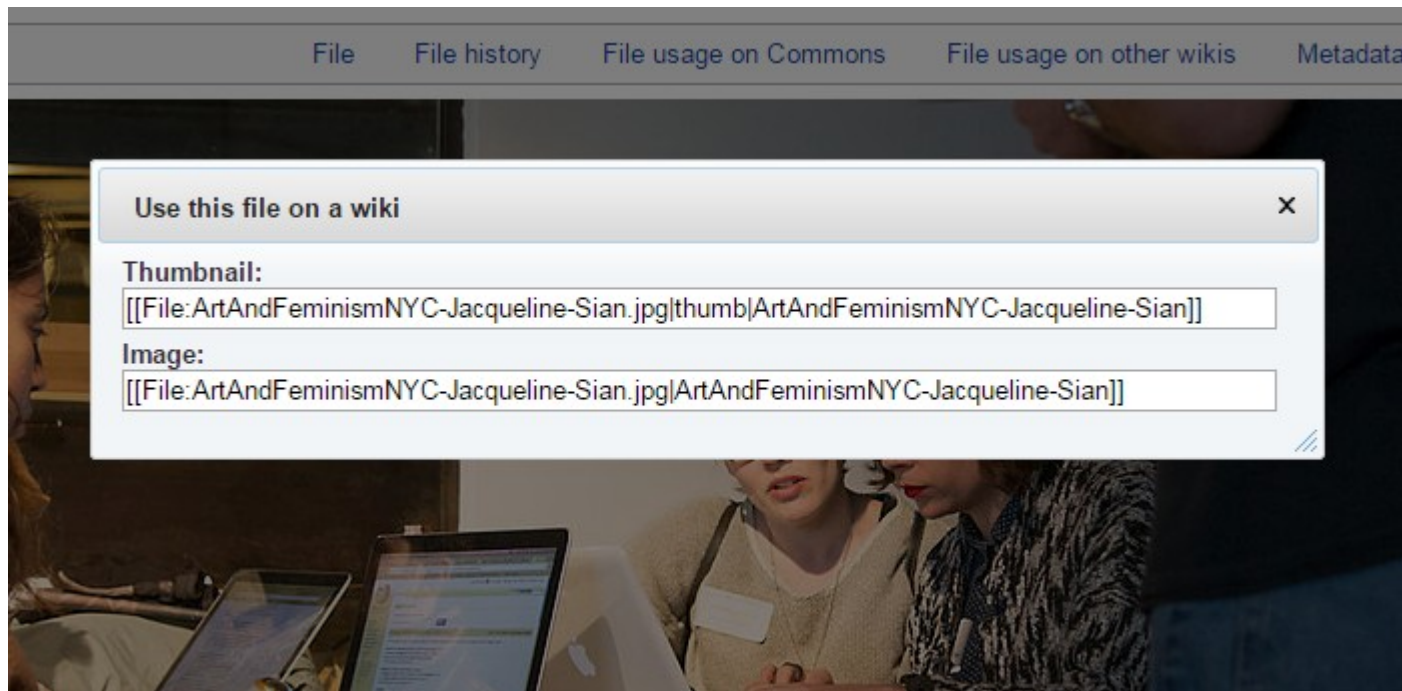 File File history File usage on Commons File usage on other wikis Metadata
Use this file on a wiki
Thumbnail:
[[File:ArtAndFeminismNYC-Jacqueline-Sian.jpg|thumb|ArtAndFeminismNYC-Jacqueline-Sian]]
Image:
[[File:ArtAndFeminismNYC-Jacqueline-Sian.jpg|ArtAndFeminismNYC-Jacqueline-Sian]]